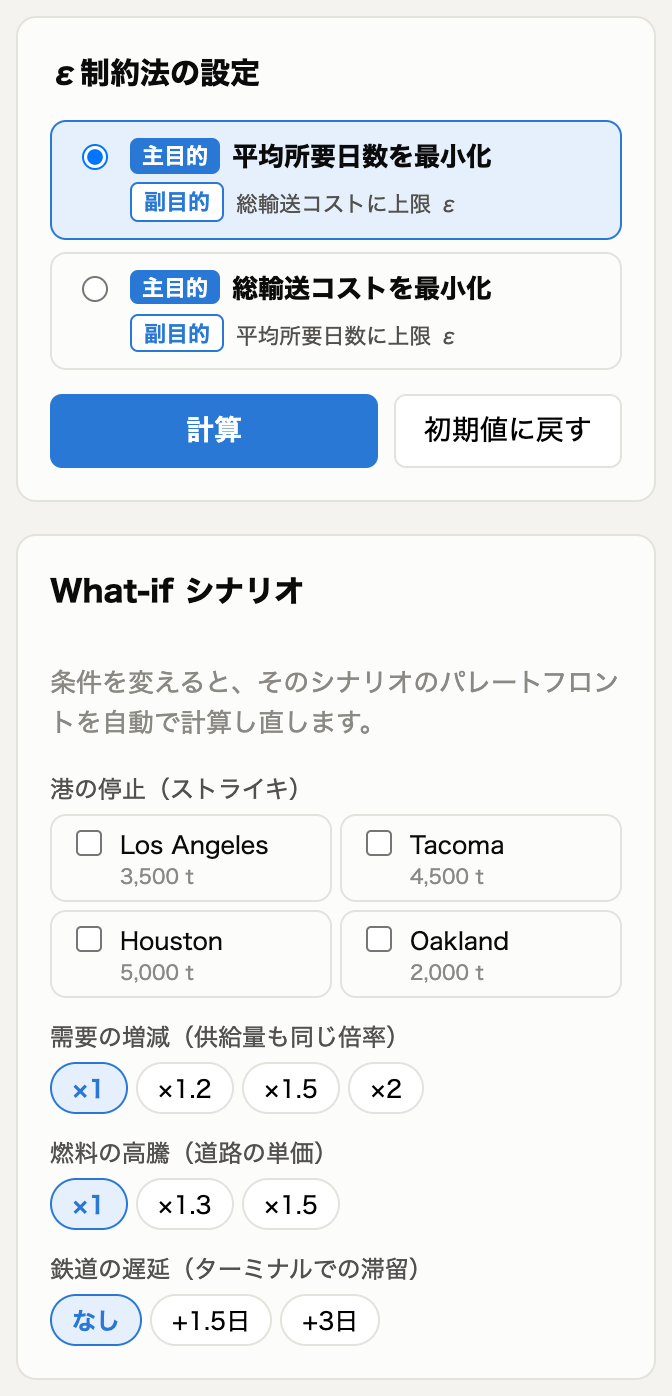 ε制約法の設定
主目的 平均所要日数を最小化
副目的 総輸送コストに上限 ε
主目的 総輸送コストを最小化
副目的 平均所要日数に上限 ε
計算 初期値に戻す
What-if シナリオ
条件を変えると、そのシナリオのパレートフロン
トを自動で計算し直します。
港の停止（ストライキ）
Los Angeles
3,500 t
Tacoma
4,500 t
Houston
5,000 t
Oakland
2,000 t
需要の増減（供給量も同じ倍率）
×1 ×1.2 ×1.5 ×2
燃料の高騰（道路の単価）
×1 ×1.3 ×1.5
鉄道の遅延（ターミナルでの滞留）
なし +1.5日 +3日